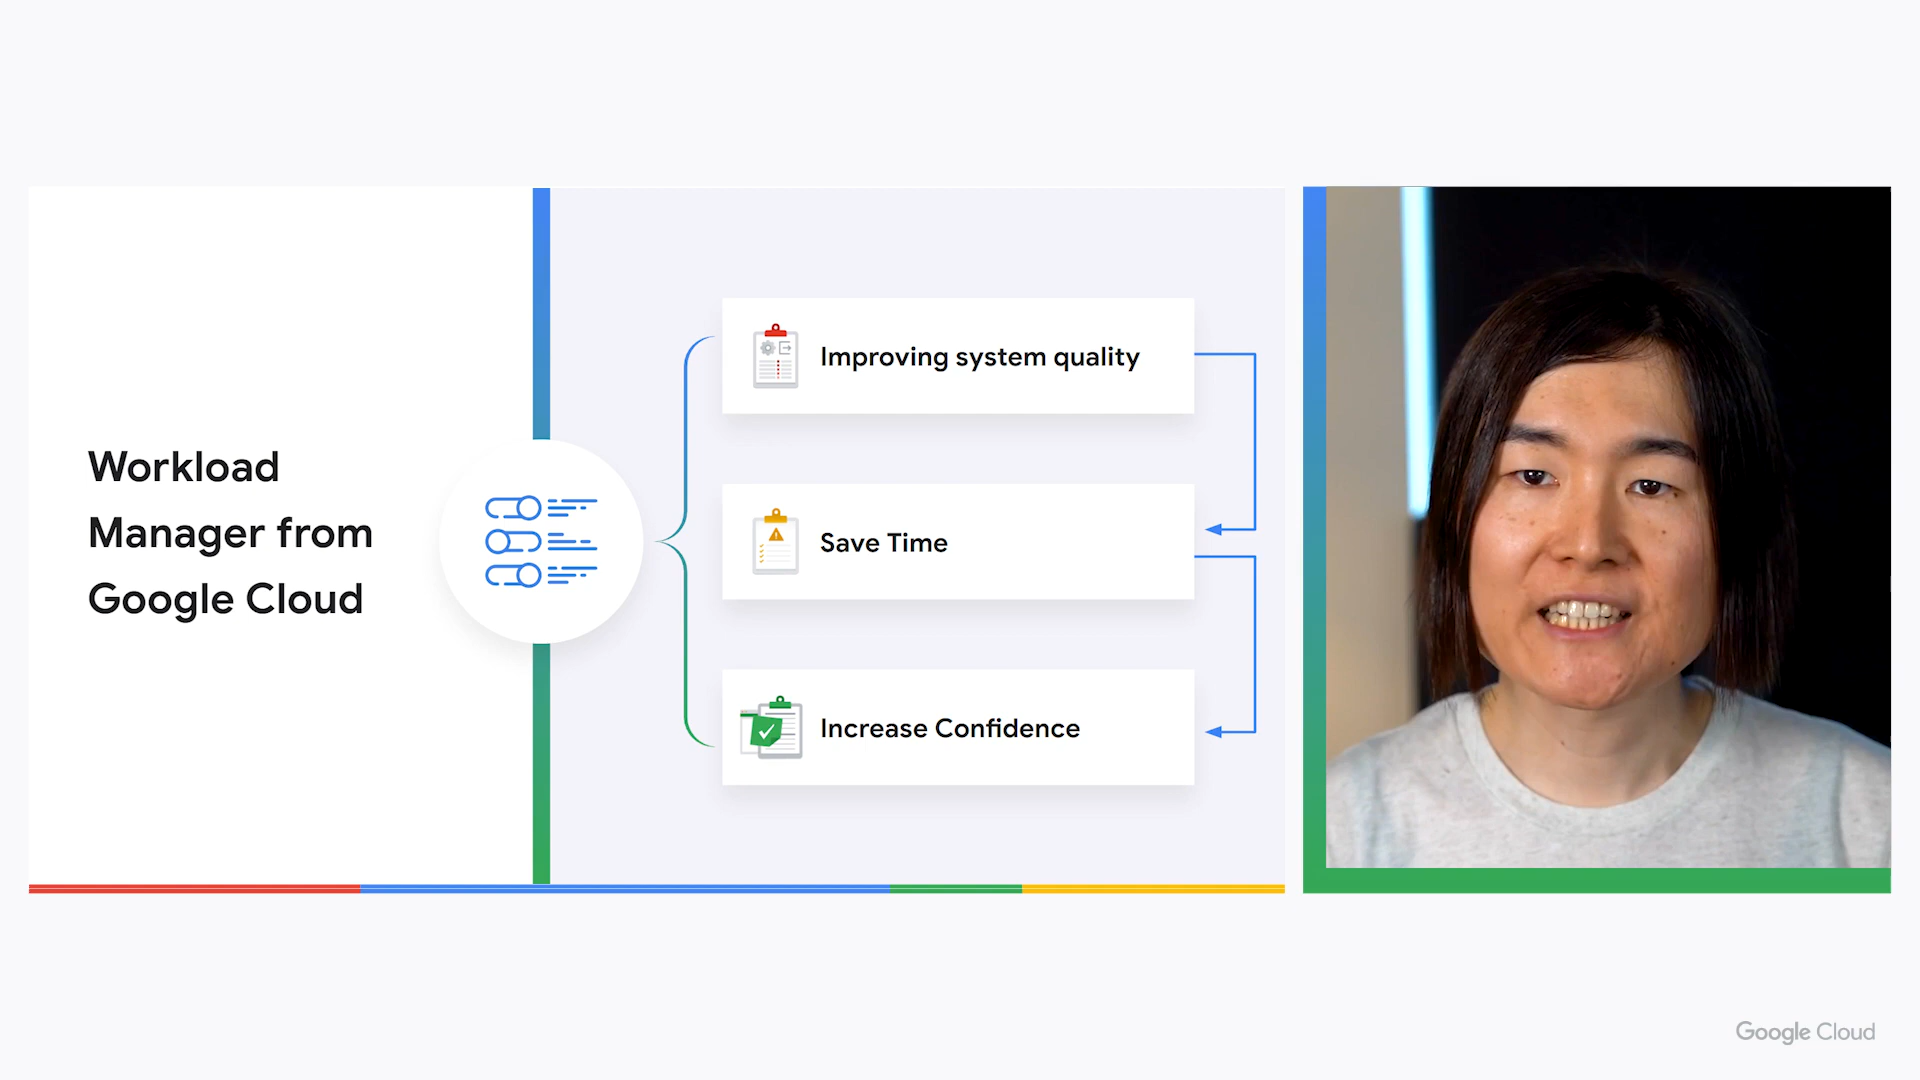 Workload
Manager from
Google Cloud
Improving system quality
Save Time
Increase Confidence
Google Cloud